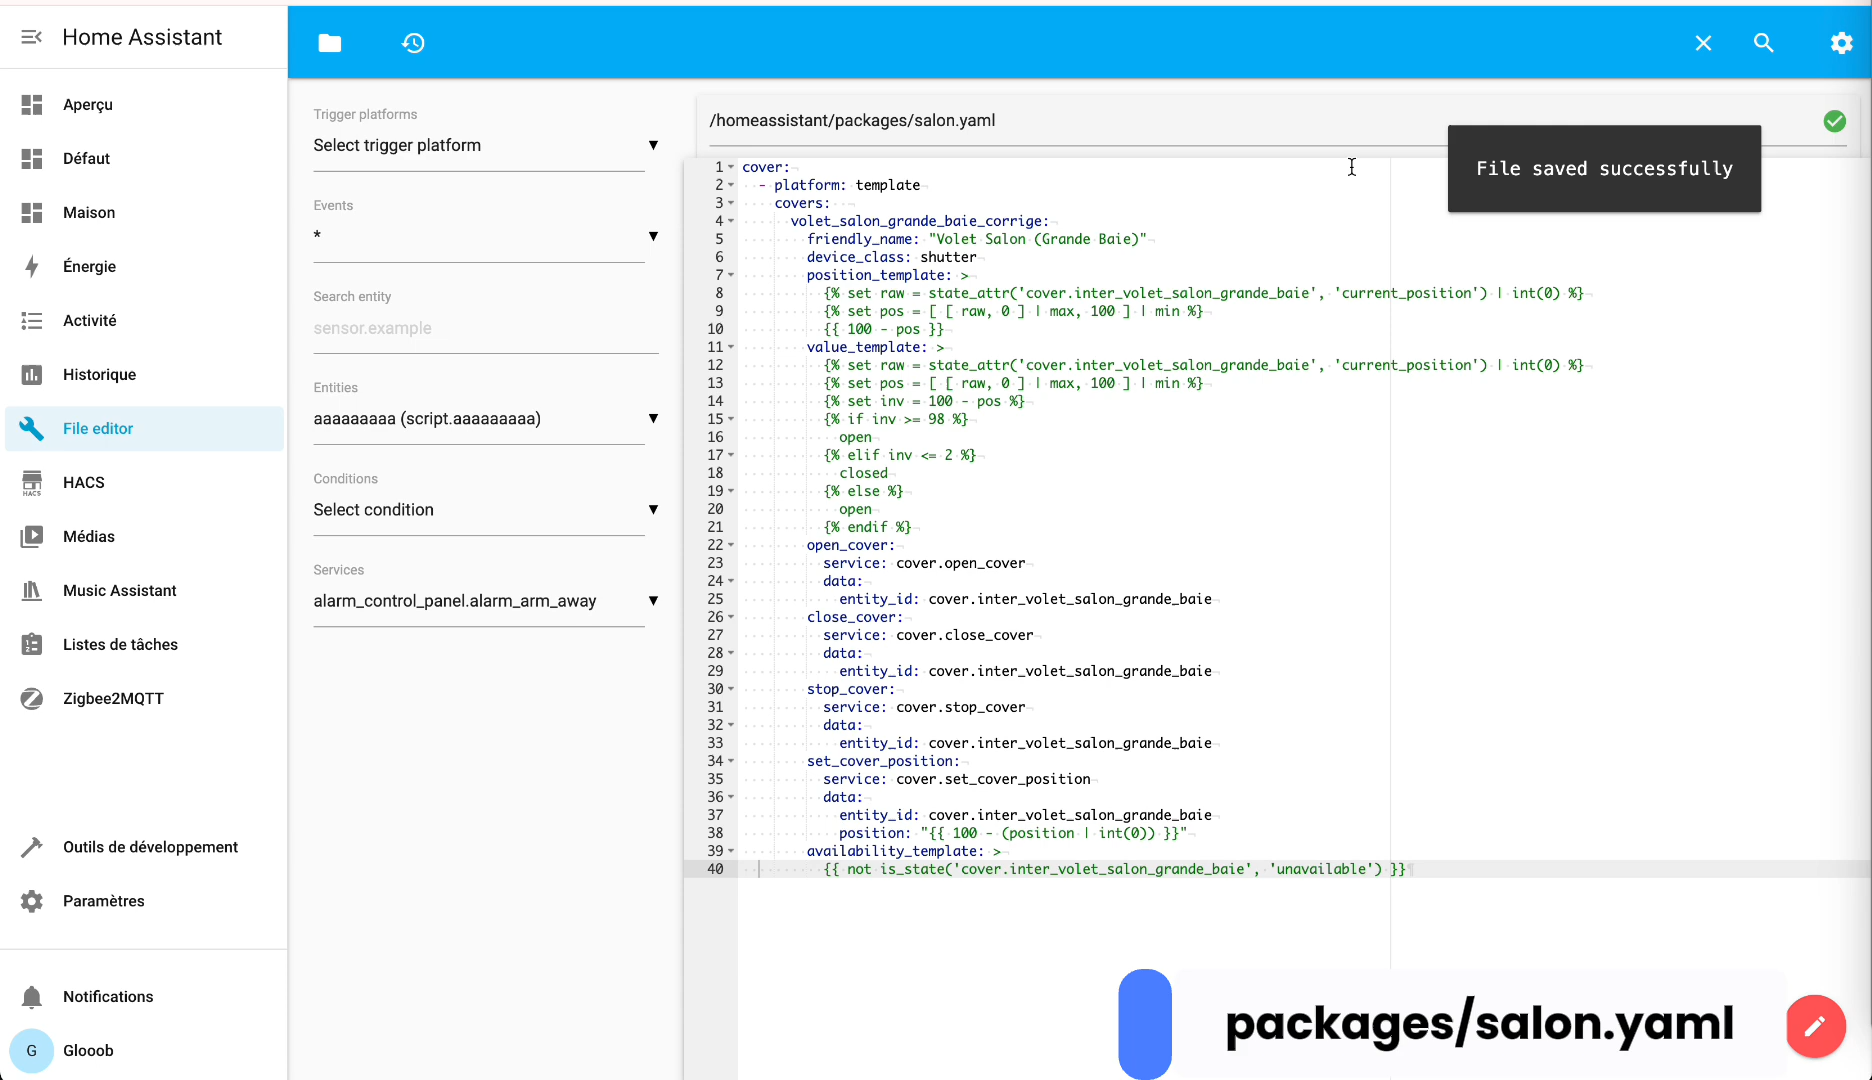 Home Assistant
Aperçu
Défaut
Maison
Énergie
Activité
Historique
File editor
HACS
HACS
Médias
Music Assistant
Listes de tâches
Zigbee2MQTT
Outils de développement
Paramètres
Notifications
G
Glooob
Trigger platforms
Select trigger platform
Events
*
Search entity
sensor.example
Entities
aaaaaaaaa (script.aaaaaaaaa)
Conditions
Select condition
Services
alarm_control_panel.alarm_arm_away
/homeassistant/packages/salon.yaml
File saved successfully
1 cover:
2 - platform: template
3 covers:
4 volet_salon_grande_baie_corrige:
5 friendly_name: "Volet Salon (Grande Baie)"
6 device_class: shutter
7 position_template: >
8 {% set raw = state_attr('cover.inter_volet_salon_grande_baie', 'current_position') | int(0) %}
9 {% set pos = [ [ raw, 0 ] | max, 100 ] | min %}
10 {{ 100 - pos }}
11 value_template: >
12 {% set raw = state_attr('cover.inter_volet_salon_grande_baie', 'current_position') | int(0) %}
13 {% set pos = [ [ raw, 0 ] | max, 100 ] | min %}
14 {% set inv = 100 - pos %}
15 {% if inv >= 98 %}
16 open
17 {% elif inv <= 2 %}
18 closed
19 {% else %}
20 open
21 {% endif %}
22 open_cover:
23 service: cover.open_cover
24 data:
25 entity_id: cover.inter_volet_salon_grande_baie
26 close_cover:
27 service: cover.close_cover
28 data:
29 entity_id: cover.inter_volet_salon_grande_baie
30 stop_cover:
31 service: cover.stop_cover
32 data:
33 entity_id: cover.inter_volet_salon_grande_baie
34 set_cover_position:
35 service: cover.set_cover_position
36 data:
37 entity_id: cover.inter_volet_salon_grande_baie
38 position: "{{ 100 - (position | int(0)) }}"
39 availability_template: >
40 {{ not is_state('cover.inter_volet_salon_grande_baie', 'unavailable') }}
packages/salon.yaml